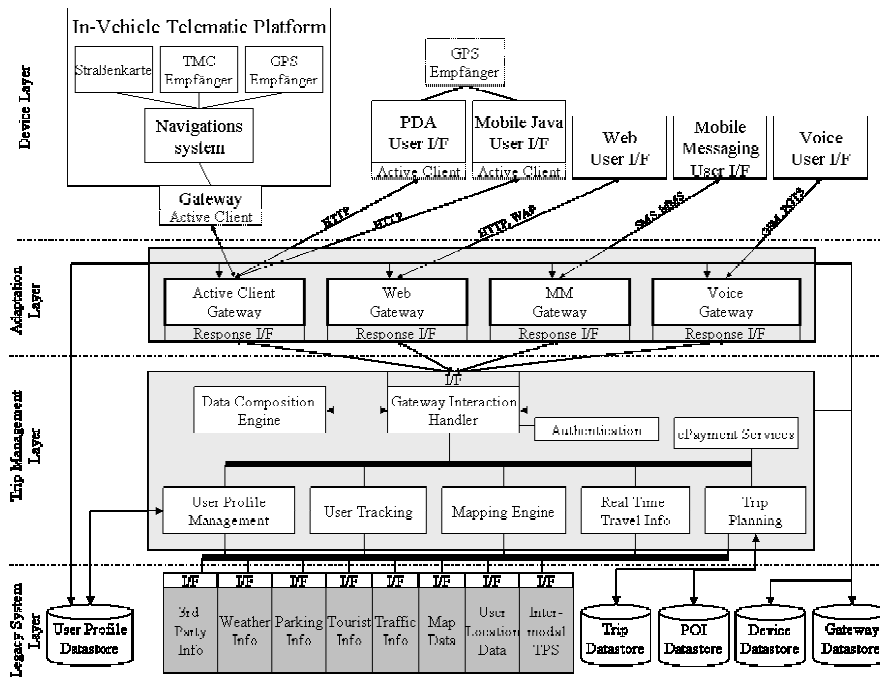 In-Vehicle Telematic Platform
Straßenkarte
TMC
Empfänger
GPS
Empfänger
Navigations
system
Gateway
Active Client
GPS
Empfänger
PDA
User I/F
Active Client
Mobile Java
User I/F
Active Client
Web
User I/F
Mobile
Messaging
User I/F
Voice
User I/F
Device Layer
HTTP
HTTP
HTTP, WAP
SMS, MMS
GSM, POTS
Adaptation
Layer
Active Client
Gateway
Response I/F
Web
Gateway
Response I/F
MM
Gateway
Response I/F
Voice
Gateway
Response I/F
Trip Management
Layer
I/F
Data Composition
Engine
Gateway Interaction
Handler
Authentication
ePayment Services
User Profile
Management
User Tracking
Mapping Engine
Real Time
Travel Info
Trip
Planning
Legacy System
Layer
User Profile
Datastore
I/F
3rd
Party
Info
I/F
Weather
Info
I/F
Parking
Info
I/F
Tourist
Info
I/F
Traffic
Info
I/F
Map
Data
I/F
User
Location
Data
I/F
Inter-
modal
TPS
Trip
Datastore
POI
Datastore
Device
Datastore
Gateway
Datastore